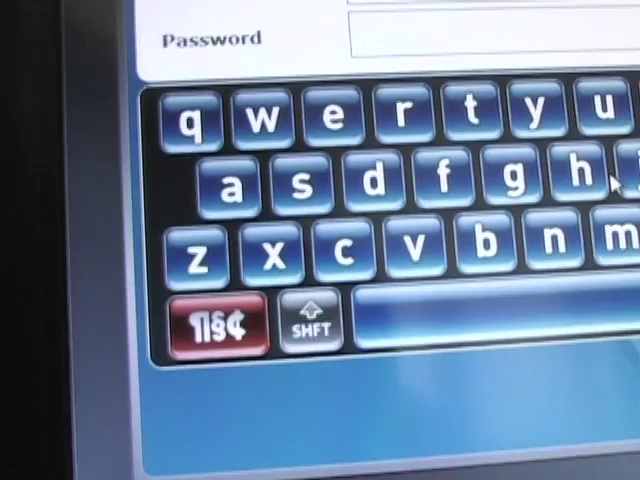 Password
q w e r t y u
a s d f g h
z x c v b n m
¶§¢ SHFT